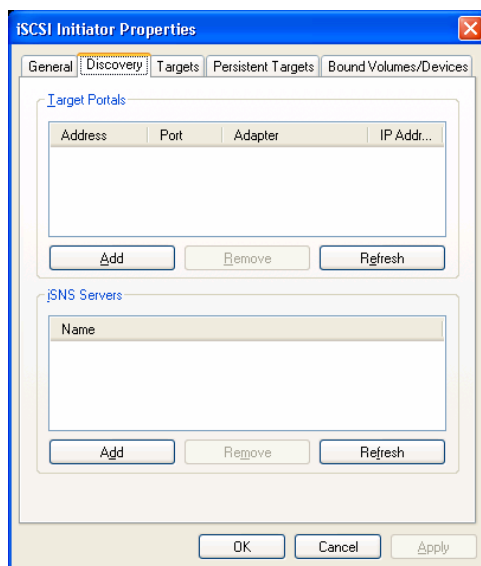 iSCSI Initiator Properties
General Discovery Targets Persistent Targets Bound Volumes/Devices
Target Portals
Address Port Adapter IP Addr...
Add Remove Refresh
iSNS Servers
Name
Add Remove Refresh
OK Cancel Apply